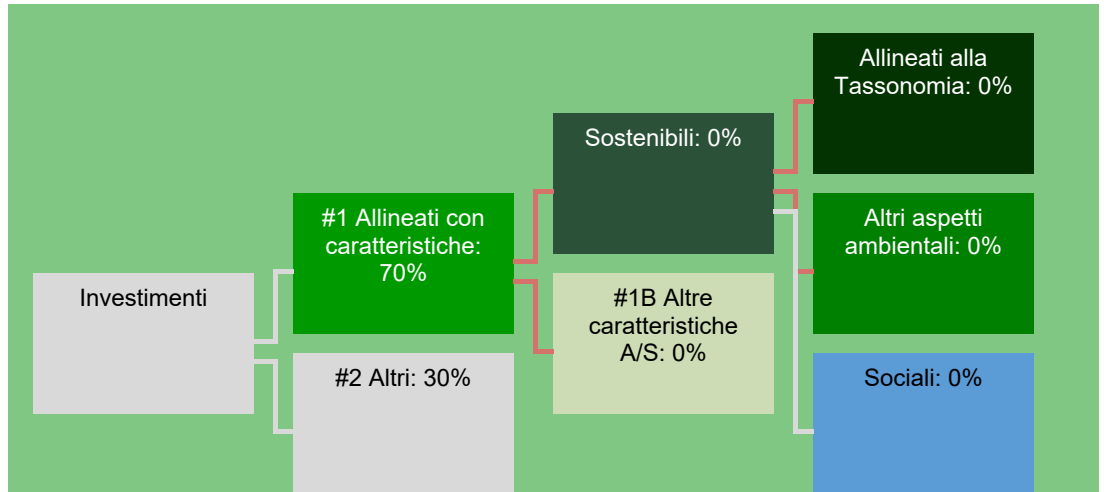 Investimenti
#1 Allineati con
caratteristiche:
70%
#2 Altri: 30%
Sostenibili: 0%
#1B Altre
caratteristiche
A/S: 0%
Allineati alla
Tassonomia: 0%
Altri aspetti
ambientali: 0%
Sociali: 0%